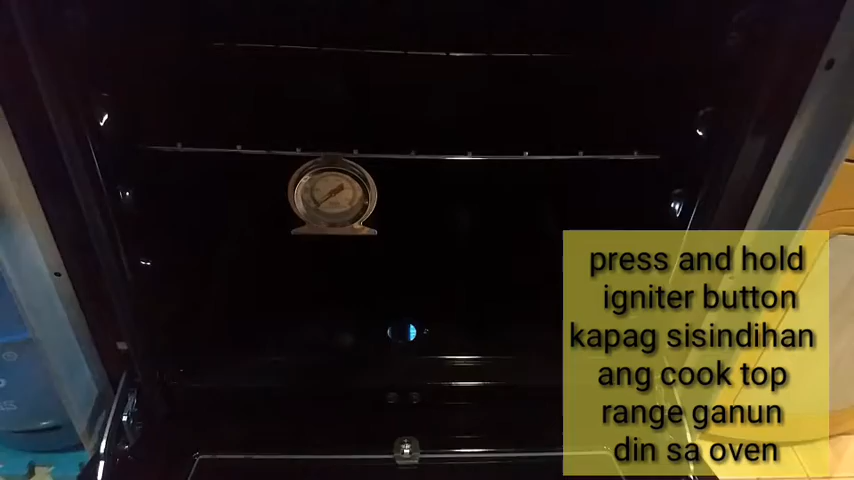 press and hold
igniter button
kapag sisindihan
ang cook top
range ganun
din sa oven